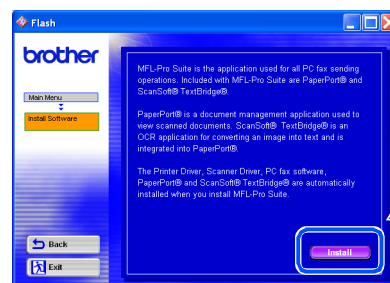 Flash
brother
Main Menu
Install Software
MFL-Pro Suite is the application used for all PC fax sending
operations. Included with MFL-Pro Suite are PaperPort® and
ScanSoft® TextBridge®.
PaperPort® is a document management application used to
view scanned documents. ScanSoft® TextBridge® is an
OCR application for converting an image into text and is
integrated into PaperPort®.
The Printer Driver, Scanner Driver, PC fax software,
PaperPort® and ScanSoft® TextBridge® are automatically
installed when you install MFL-Pro Suite.
Back
Install
Exit